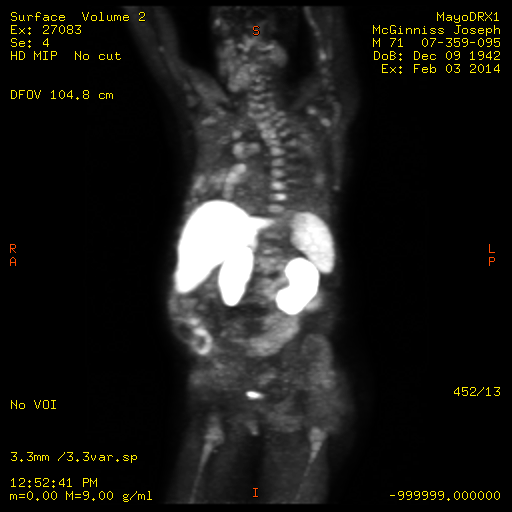 Surface Volume 2
Ex: 27083
Se: 4
HD MIP No cut
DFOV 104.8 cm
S
MayoDRX1
McGinniss Joseph
M 71 07-359-095
DoB: Dec 09 1942
Ex: Feb 03 2014
R
A
L
P
No VOI
452/13
3.3mm /3.3var.sp
12:52:41 PM
m=0.00 M=9.00 g/ml
I
-999999.000000